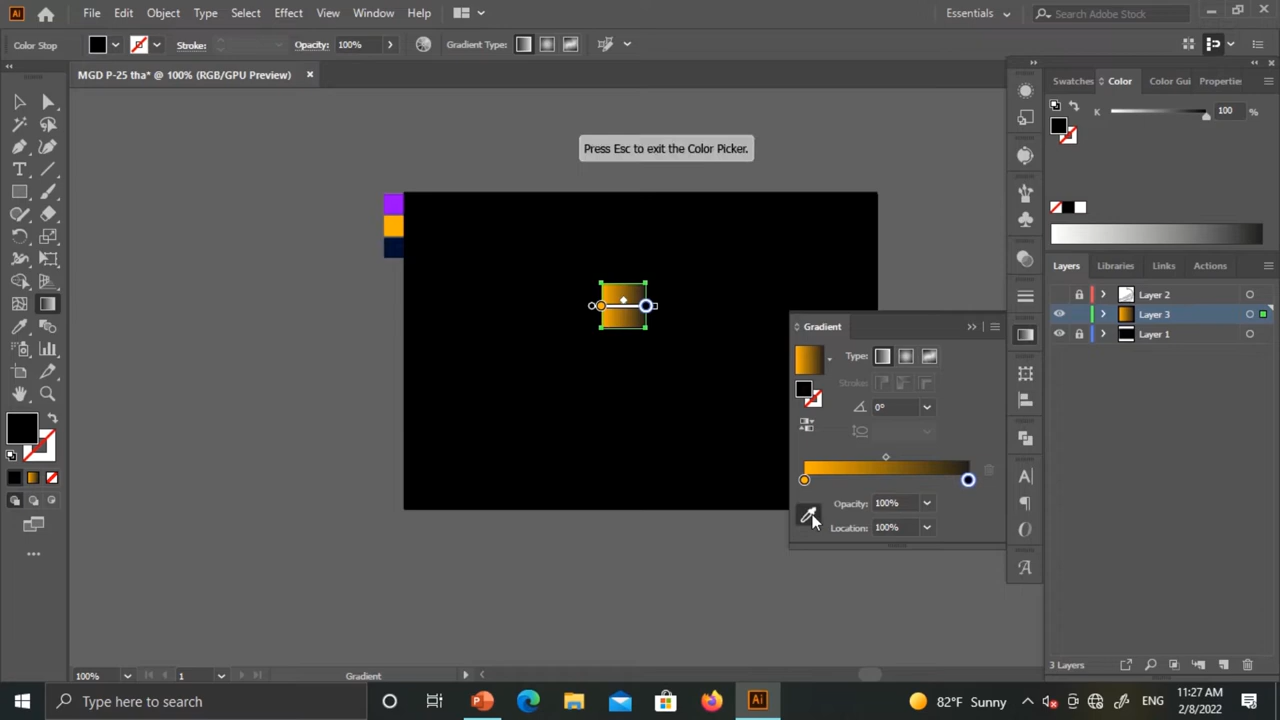 Ai
File Edit Object Type Select Effect View Window Help
Essentials
Search Adobe Stock
Color Stop
Stroke:
Opacity: 100%
Gradient Type:
MGD P-25 tha* @ 100% (RGB/GPU Preview)
Swatches Color Color Gui Propertie
K 100 %
Press Esc to exit the Color Picker.
Layers Libraries Links Actions
Layer 2
Layer 3
Layer 1
Gradient
Type:
Stroke:
0°
Opacity: 100%
Location: 100%
100%
1
Gradient
3 Layers
Type here to search
Ai
82°F Sunny
ENG
11:27 AM
2/8/2022